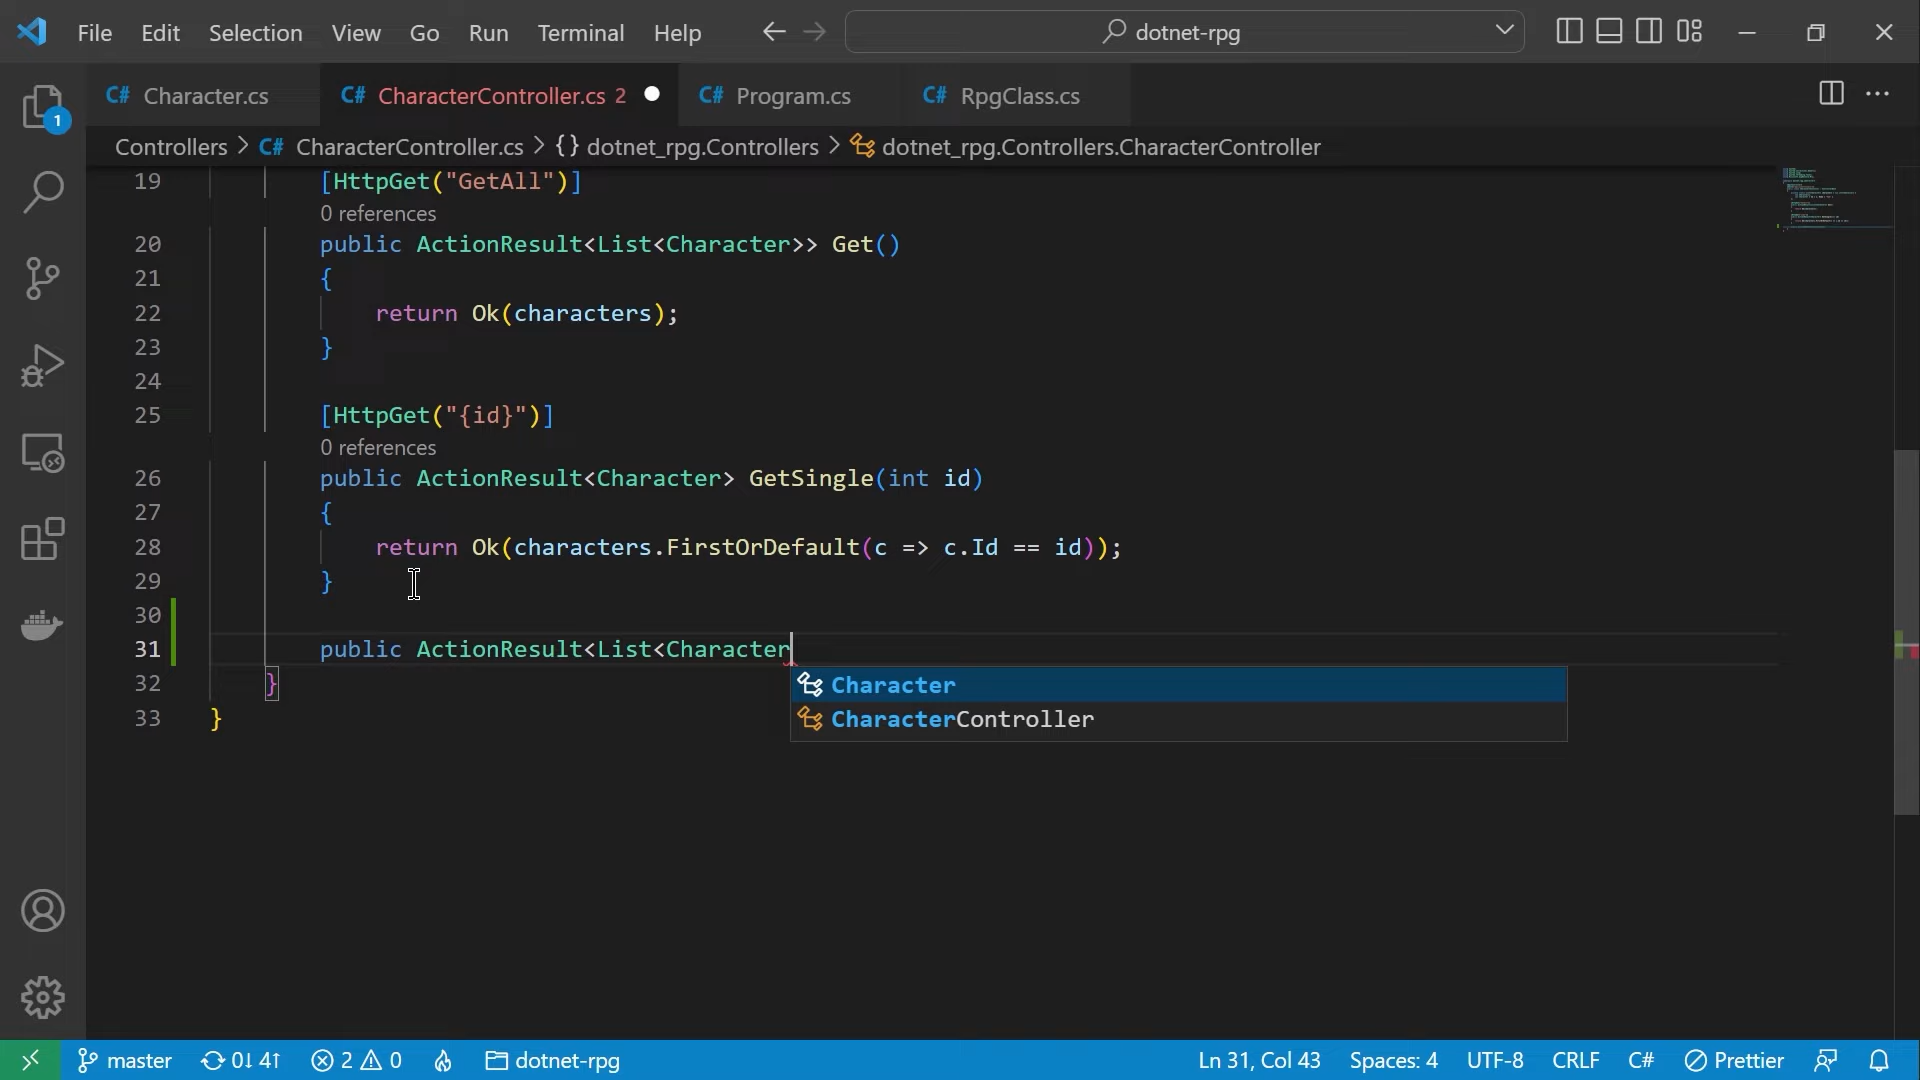 File Edit Selection View Go Run Terminal Help
dotnet-rpg
C# Character.cs
C# CharacterController.cs 2
C# Program.cs
C# RpgClass.cs
Controllers > C# CharacterController.cs > {} dotnet_rpg.Controllers > dotnet_rpg.Controllers.CharacterController
1
19 [HttpGet("GetAll")]
0 references
20 public ActionResult<List<Character>> Get()
21 {
22 return Ok(characters);
23 }
24
25 [HttpGet("{id}")]
0 references
26 public ActionResult<Character> GetSingle(int id)
27 {
28 return Ok(characters.FirstOrDefault(c => c.Id == id));
29 }
30
31 public ActionResult<List<Character
32 }
33 }
Character
CharacterController
master 0↓ 4↑ 2 0 dotnet-rpg
Ln 31, Col 43 Spaces: 4 UTF-8 CRLF C# Prettier